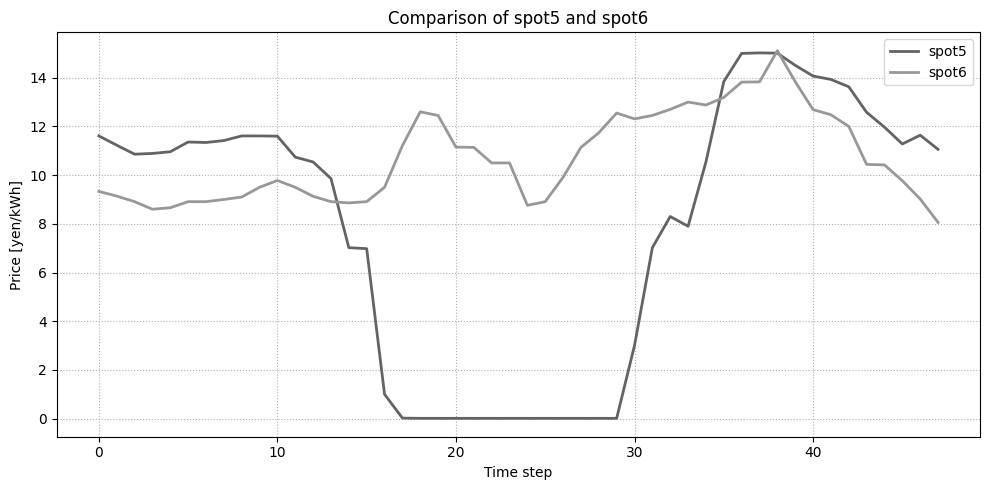 Comparison of spot5 and spot6
spot5
spot6
14
12
10
8
6
4
2
0
Price [yen/kWh]
0 10 20 30 40
Time step